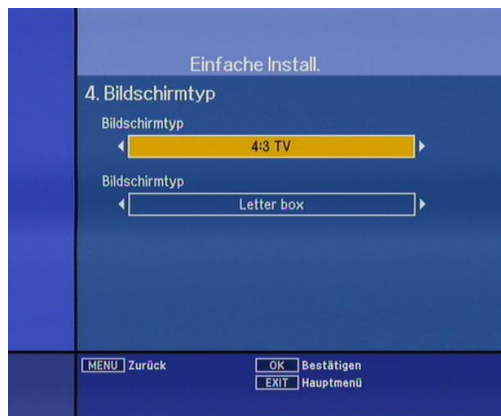 Einfache Install.
4. Bildschirmtyp
Bildschirmtyp
4:3 TV
Bildschirmtyp
Letter box
MENU Zurück
OK Bestätigen
EXIT Hauptmenü